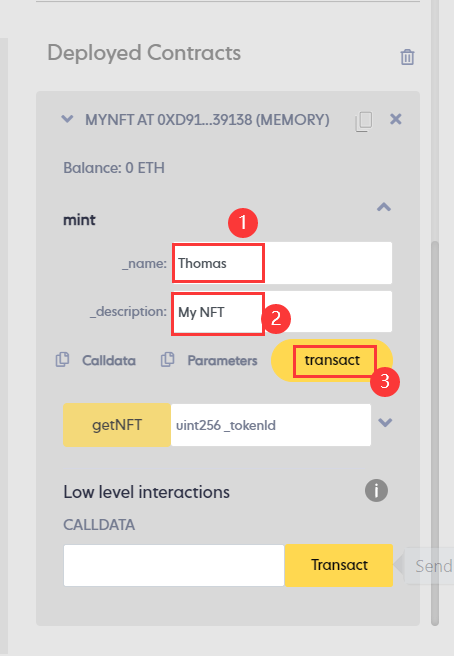 Deployed Contracts
MYNFT AT 0XD91...39138 (MEMORY)
Balance: 0 ETH
mint
1
_name: Thomas
_description: My NFT
2
Calldata Parameters transact
3
getNFT uint256 _tokenId
Low level interactions i
CALLDATA
Transact Send